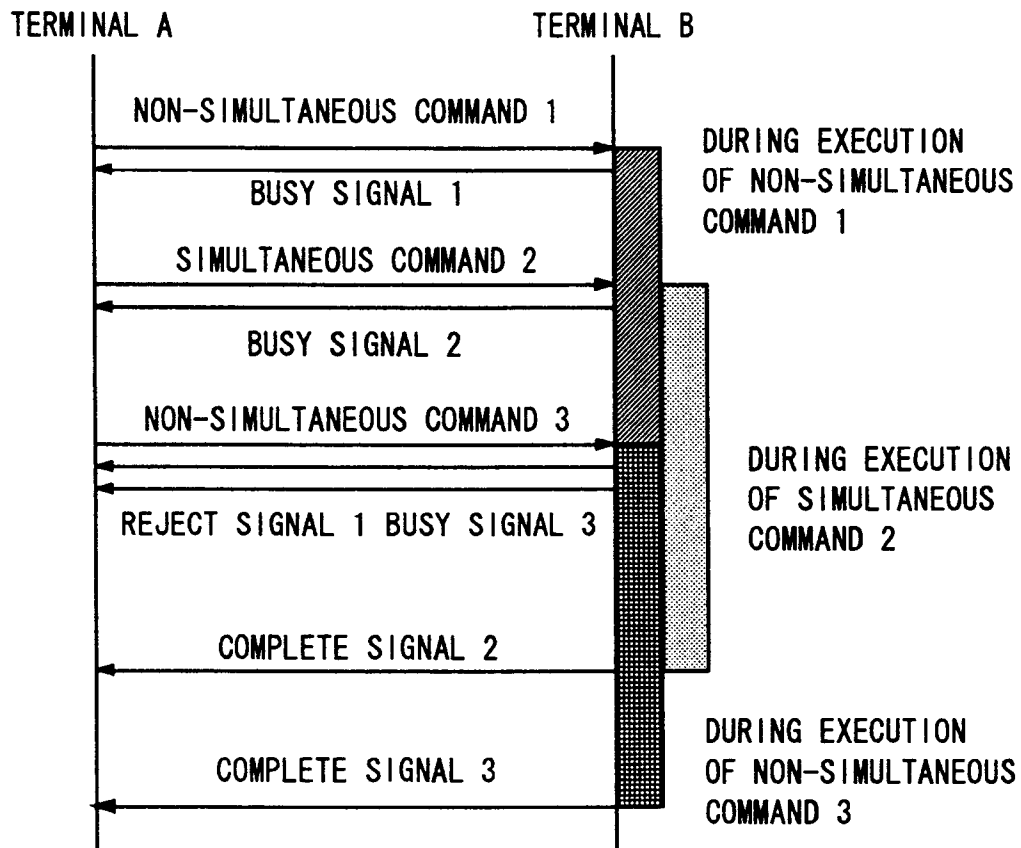 TERMINAL A
TERMINAL B
NON-SIMULTANEOUS COMMAND 1
DURING EXECUTION
OF NON-SIMULTANEOUS
COMMAND 1
BUSY SIGNAL 1
SIMULTANEOUS COMMAND 2
BUSY SIGNAL 2
NON-SIMULTANEOUS COMMAND 3
DURING EXECUTION
OF SIMULTANEOUS
COMMAND 2
REJECT SIGNAL 1 BUSY SIGNAL 3
COMPLETE SIGNAL 2
DURING EXECUTION
OF NON-SIMULTANEOUS
COMMAND 3
COMPLETE SIGNAL 3